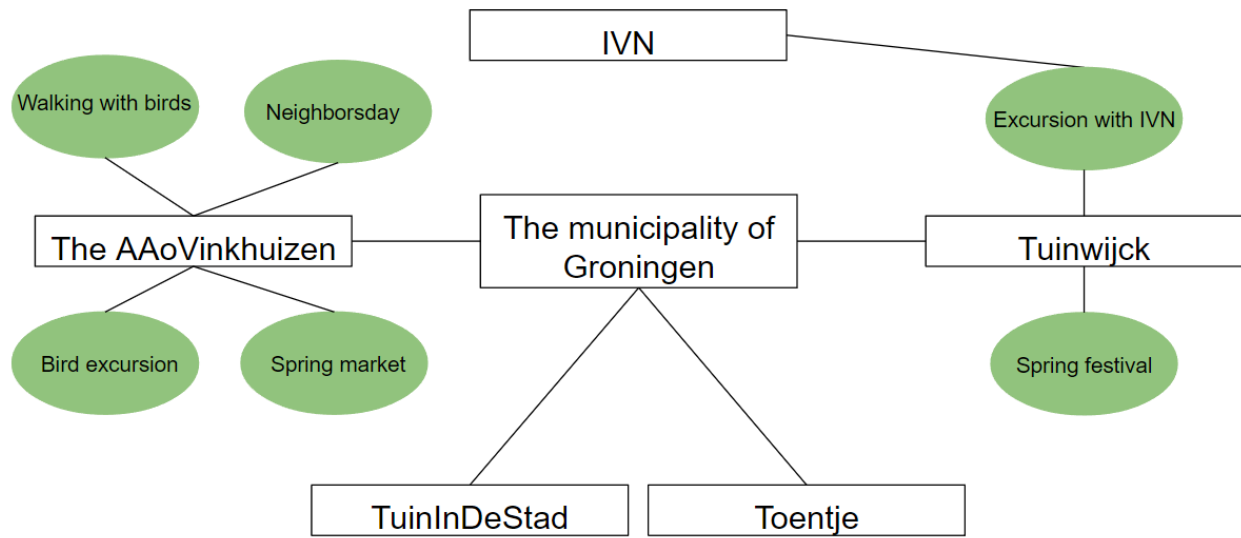 IVN
Walking with birds
Neighborsday
Excursion with IVN
The AAoVinkhuizen
The municipality of
Groningen
Tuinwijck
Bird excursion
Spring market
Spring festival
TuinInDeStad
Toentje